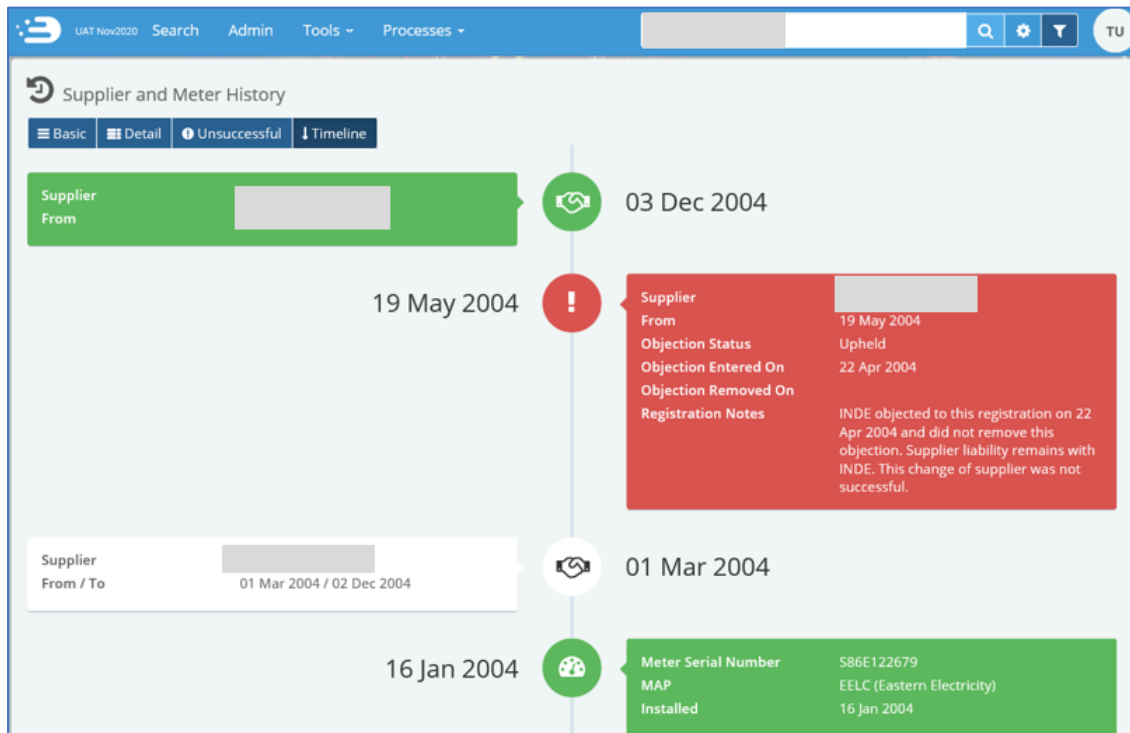 UAT Nov2020 Search Admin Tools Processes TU
Supplier and Meter History
Basic Detail Unsuccessful Timeline
Supplier
From
03 Dec 2004
19 May 2004
Supplier
From 19 May 2004
Objection Status Upheld
Objection Entered On 22 Apr 2004
Objection Removed On
Registration Notes INDE objected to this registration on 22
Apr 2004 and did not remove this
objection. Supplier liability remains with
INDE. This change of supplier was not
successful.
Supplier
From / To 01 Mar 2004 / 02 Dec 2004
01 Mar 2004
16 Jan 2004
Meter Serial Number S86E122679
MAP EELC (Eastern Electricity)
Installed 16 Jan 2004